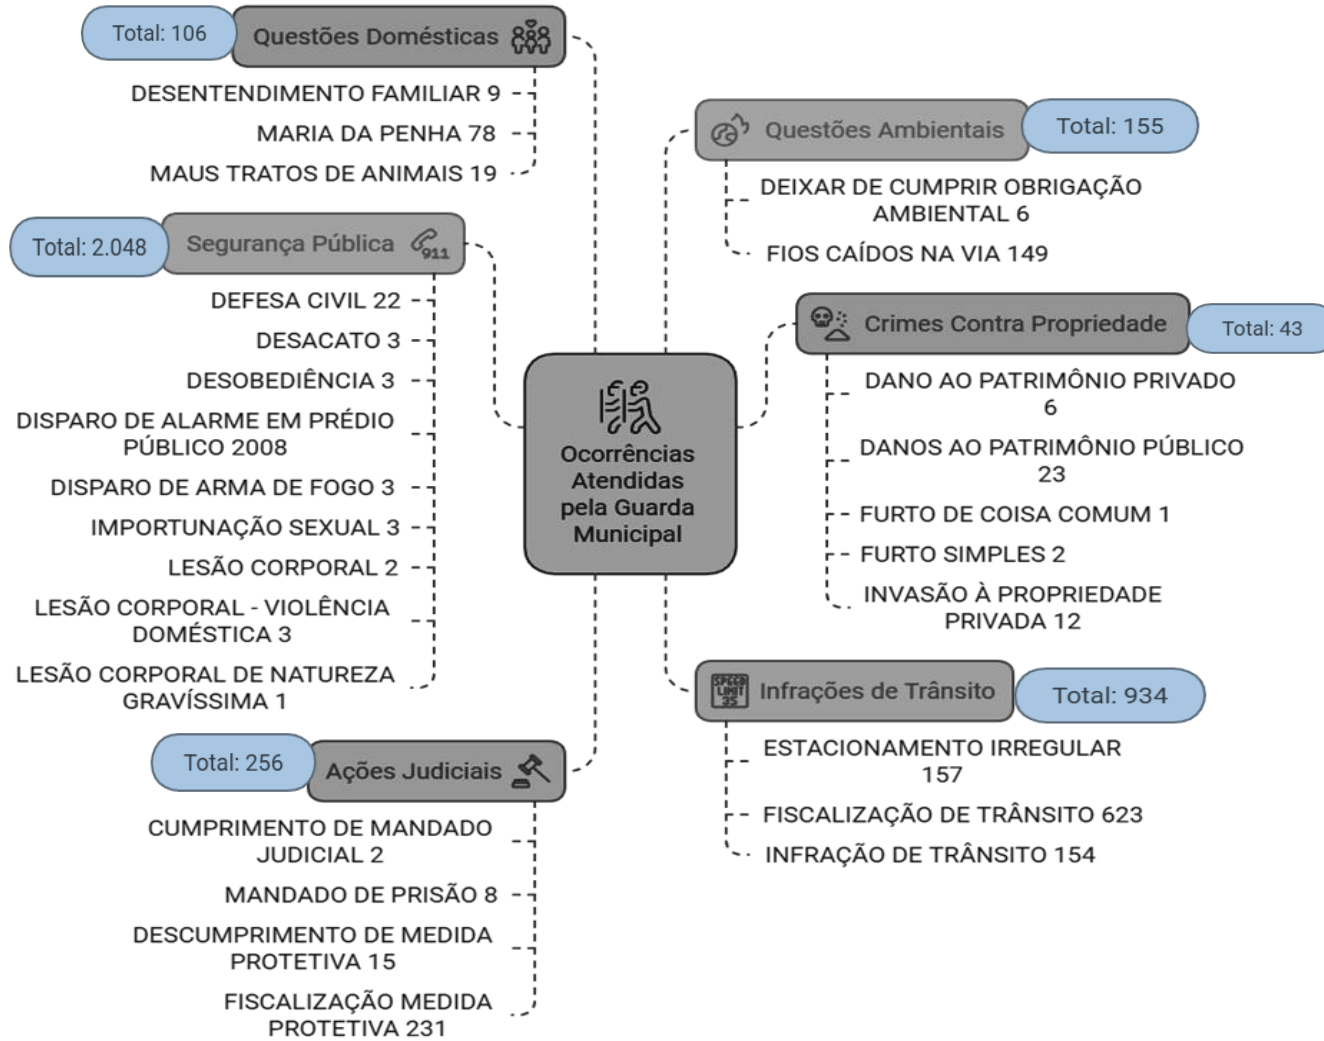 Total: 106
Questões Domésticas
DESENTENDIMENTO FAMILIAR 9
MARIA DA PENHA 78
MAUS TRATOS DE ANIMAIS 19
Total: 2.048
Segurança Pública
911
DEFESA CIVIL 22
DESACATO 3
DESOBEDIÊNCIA 3
DISPARO DE ALARME EM PRÉDIO
PÚBLICO 2008
DISPARO DE ARMA DE FOGO 3
IMPORTUNAÇÃO SEXUAL 3
LESÃO CORPORAL 2
LESÃO CORPORAL - VIOLÊNCIA
DOMÉSTICA 3
LESÃO CORPORAL DE NATUREZA
GRAVÍSSIMA 1
Total: 256
Ações Judiciais
CUMPRIMENTO DE MANDADO
JUDICIAL 2
MANDADO DE PRISÃO 8
DESCUMPRIMENTO DE MEDIDA
PROTETIVA 15
FISCALIZAÇÃO MEDIDA
PROTETIVA 231
Ocorrências
Atendidas
pela Guarda
Municipal
Questões Ambientais
Total: 155
DEIXAR DE CUMPRIR OBRIGAÇÃO
AMBIENTAL 6
FIOS CAÍDOS NA VIA 149
Crimes Contra Propriedade
Total: 43
DANO AO PATRIMÔNIO PRIVADO
6
DANOS AO PATRIMÔNIO PÚBLICO
23
FURTO DE COISA COMUM 1
FURTO SIMPLES 2
INVASÃO À PROPRIEDADE
PRIVADA 12
SPEED
LIMIT
35
Infrações de Trânsito
Total: 934
ESTACIONAMENTO IRREGULAR
157
FISCALIZAÇÃO DE TRÂNSITO 623
INFRAÇÃO DE TRÂNSITO 154